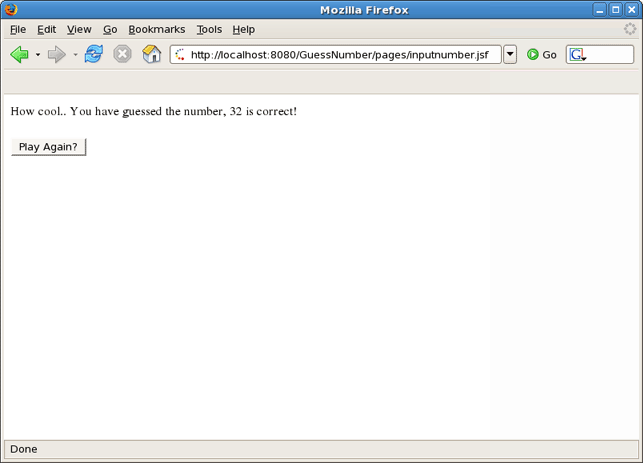 Mozilla Firefox
File Edit View Go Bookmarks Tools Help
http://localhost:8080/GuessNumber/pages/inputnumber.jsf Go G
How cool.. You have guessed the number, 32 is correct!
Play Again?
Done